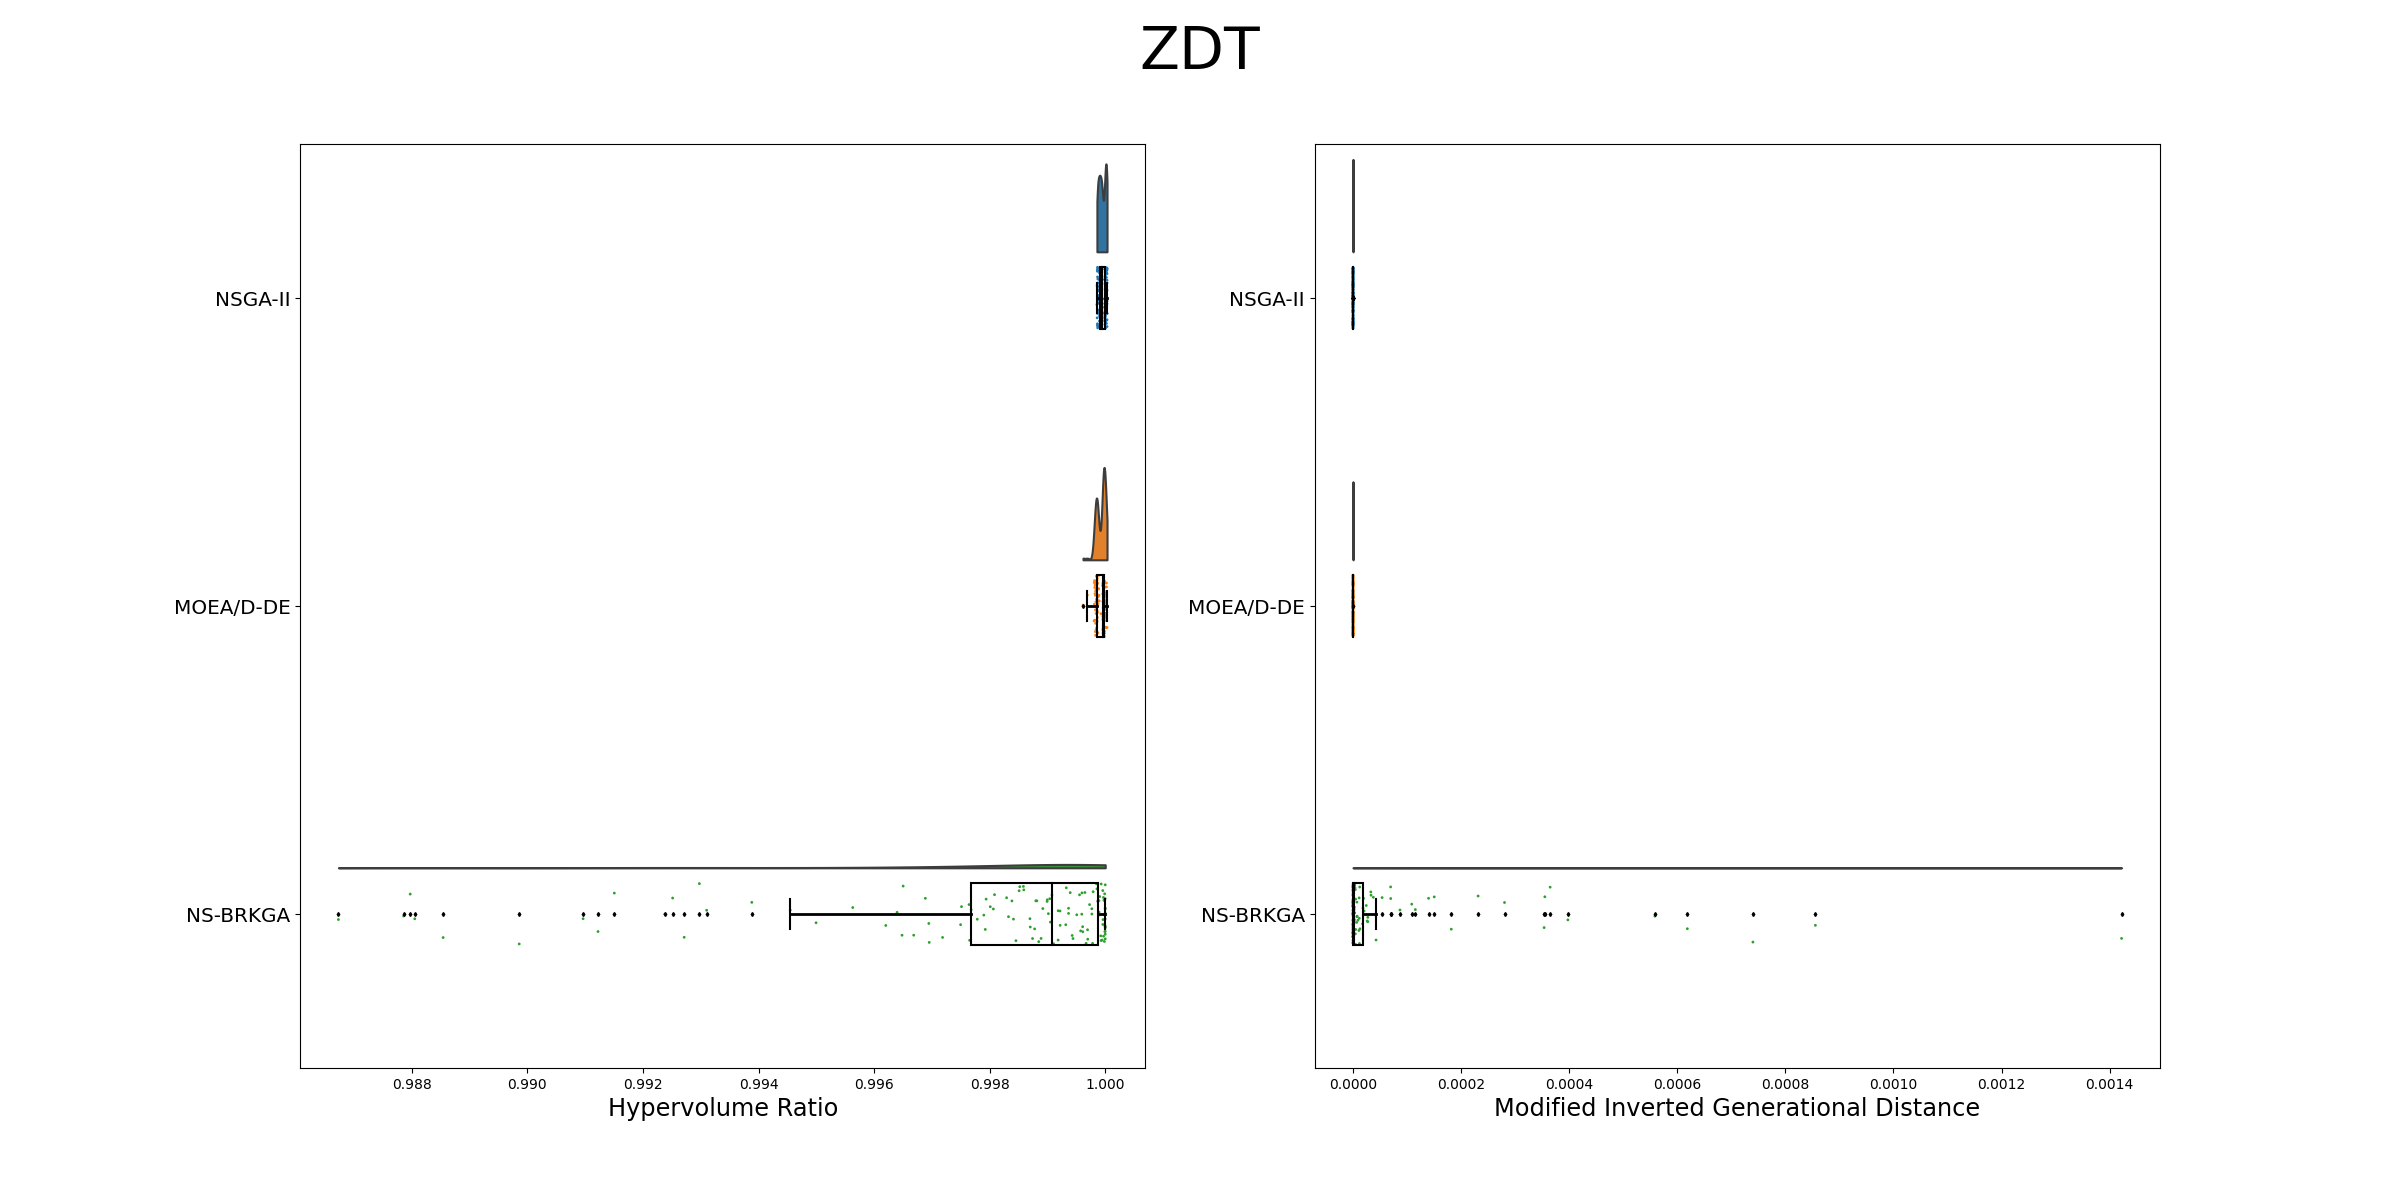 ZDT
NSGA-II
MOEA/D-DE
NS-BRKGA
0.988 0.990 0.992 0.994 0.996 0.998 1.000
Hypervolume Ratio
NSGA-II
MOEA/D-DE
NS-BRKGA
0.0000 0.0002 0.0004 0.0006 0.0008 0.0010 0.0012 0.0014
Modified Inverted Generational Distance